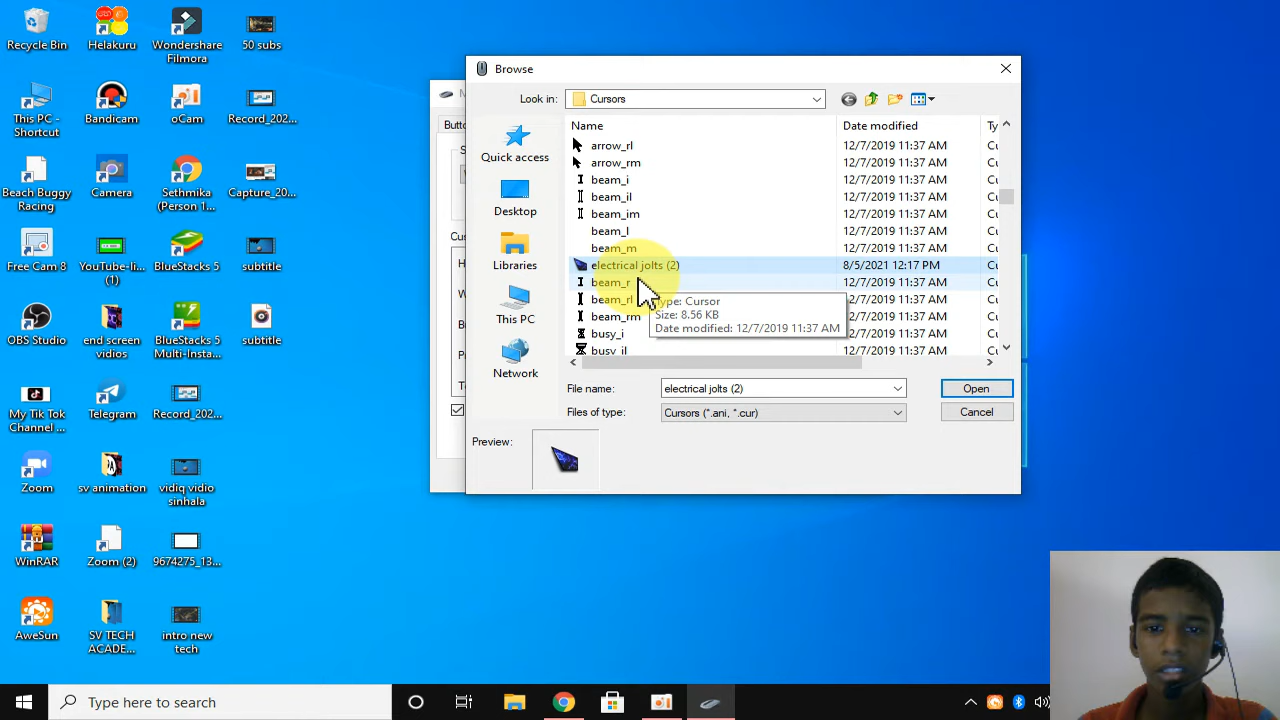 Recycle Bin
Helakuru
Wondershare
Filmora
50 subs
This PC -
Shortcut
Bandicam
oCam
Record_202...
Beach Buggy
Racing
Camera
Sethmika
(Person 1...
Capture_20...
Free Cam 8
YouTube-li...
(1)
BlueStacks 5
subtitle
OBS Studio
end screen
vidios
BlueStacks 5
Multi-Insta...
subtitle
My Tik Tok
Channel ...
Telegram
Record_202...
Zoom
sv animation
vidiq vidio
sinhala
WinRAR
Zoom (2)
9674275_13...
AweSun
SV TECH
ACADE...
intro new
tech
Browse
Look in:
Cursors
Quick access
Desktop
Libraries
This PC
Network
Name
Date modified
Ty
arrow_rl
12/7/2019 11:37 AM
Cu
arrow_rm
12/7/2019 11:37 AM
Cu
beam_i
12/7/2019 11:37 AM
Cu
beam_il
12/7/2019 11:37 AM
Cu
beam_im
12/7/2019 11:37 AM
Cu
beam_l
12/7/2019 11:37 AM
Cu
beam_m
12/7/2019 11:37 AM
Cu
electrical jolts (2)
8/5/2021 12:17 PM
Cu
beam_r
12/7/2019 11:37 AM
Cu
beam_rl
2/7/2019 11:37 AM
Cu
beam_rm
2/7/2019 11:37 AM
Cu
busy_i
2/7/2019 11:37 AM
Cu
busy_il
12/7/2019 11:37 AM
Cu
Type: Cursor
Size: 8.56 KB
Date modified: 12/7/2019 11:37 AM
File name:
electrical jolts (2)
Open
Files of type:
Cursors (*.ani, *.cur)
Cancel
Preview:
Type here to search